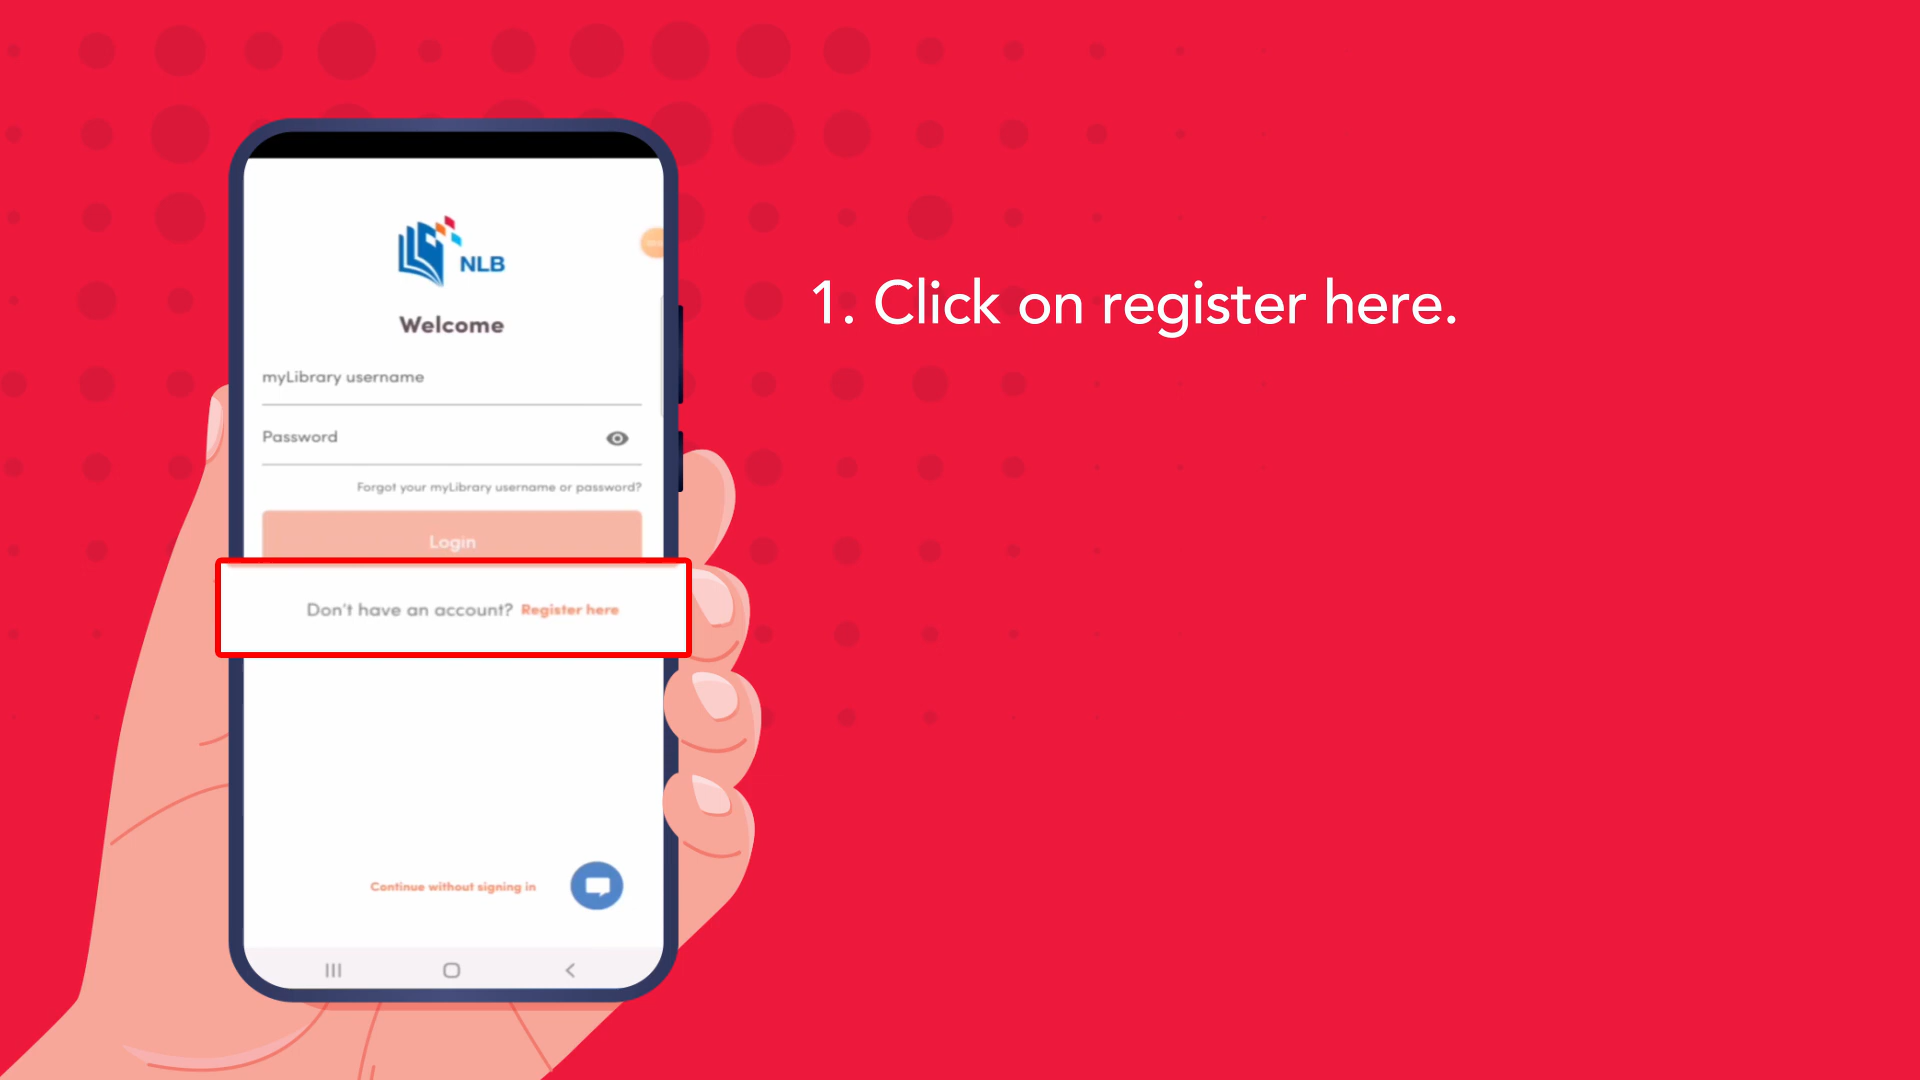 NLB
Welcome
myLibrary username
Password
Forgot your myLibrary username or password?
Login
Don't have an account? Register here
Continue without signing in
1. Click on register here.